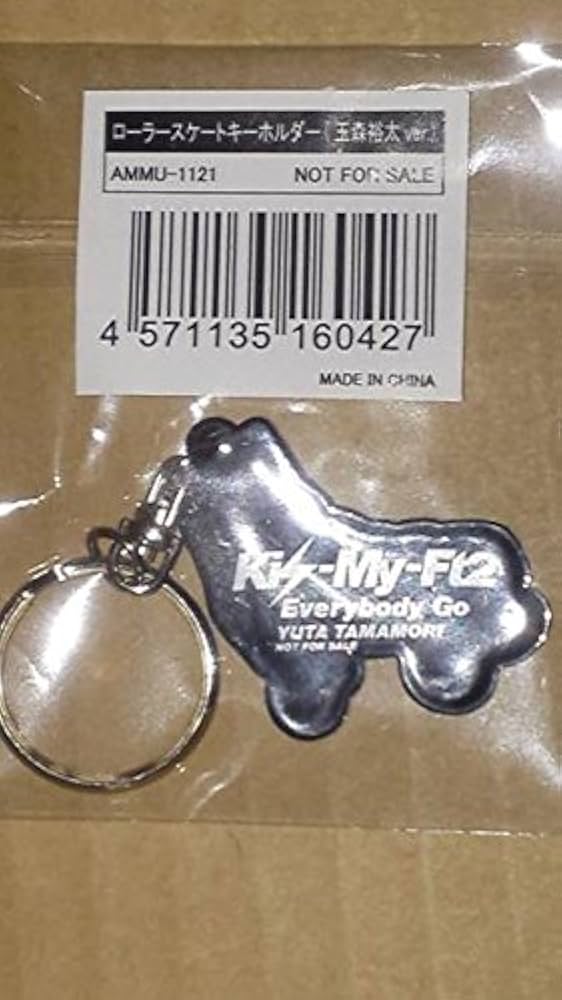 ローラースケートキーホルダー［玉森裕太 ver.］
AMMU-1121 NOT FOR SALE
4 571135 160427
MADE IN CHINA
Kis-My-Ft2
Everybody Go
YUTA TAMAMORI
NOT FOR SALE